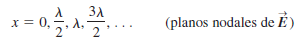 x = 0, λ/2, λ, 3λ/2, . . . (planos nodales de E⃗)